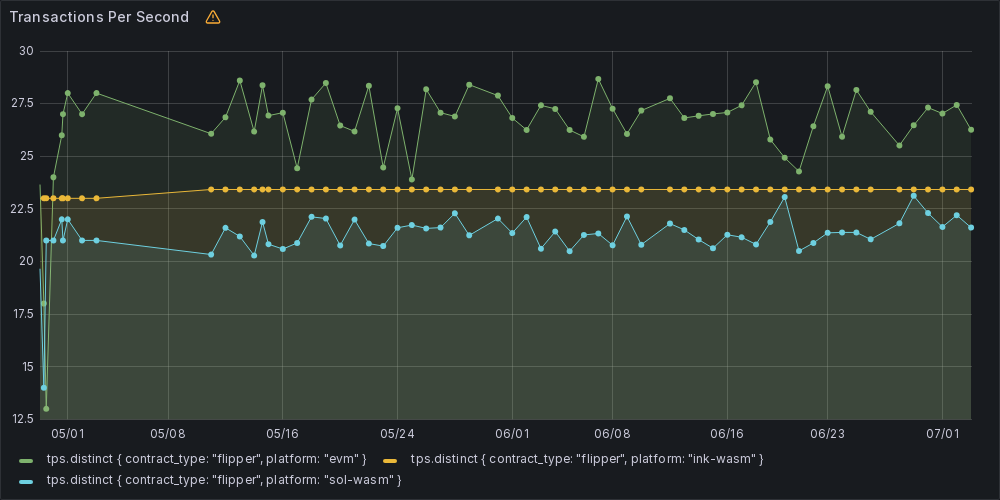 Transactions Per Second
30
27.5
25
22.5
20
17.5
15
12.5
05/01 05/08 05/16 05/24 06/01 06/08 06/16 06/23 07/01
tps.distinct { contract_type: "flipper", platform: "evm" } tps.distinct { contract_type: "flipper", platform: "ink-wasm" }
tps.distinct { contract_type: "flipper", platform: "sol-wasm" }